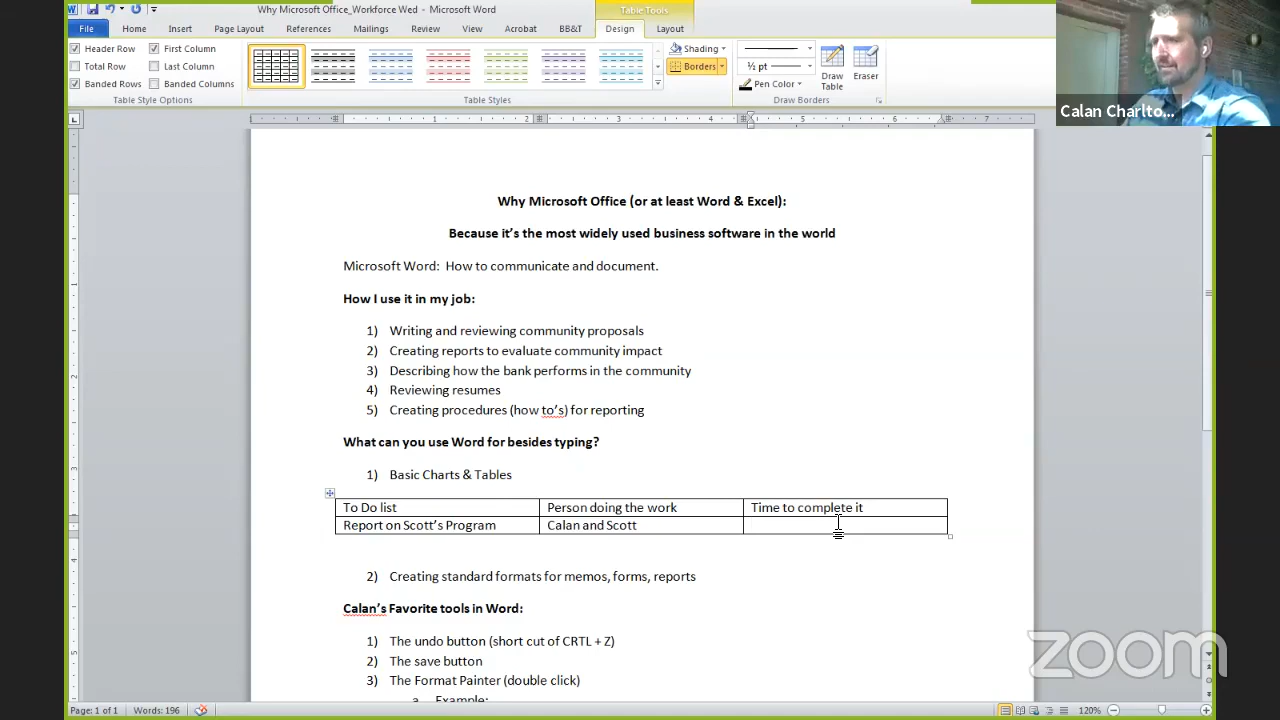 Why Microsoft Office_Workforce Wed - Microsoft Word
Table Tools
File Home Insert Page Layout References Mailings Review View Acrobat BB&T Design Layout
Header Row First Column
Total Row Last Column
Banded Rows Banded Columns
Table Style Options
Table Styles
Shading
Borders
½ pt
Pen Color
Draw Table
Eraser
Draw Borders
Calan Charlto...
1 2 3 4 5 6 7
Why Microsoft Office (or at least Word & Excel):
Because it's the most widely used business software in the world
Microsoft Word: How to communicate and document.
How I use it in my job:
1) Writing and reviewing community proposals
2) Creating reports to evaluate community impact
3) Describing how the bank performs in the community
4) Reviewing resumes
5) Creating procedures (how to's) for reporting
What can you use Word for besides typing?
1) Basic Charts & Tables
To Do list Person doing the work Time to complete it
Report on Scott's Program Calan and Scott
2) Creating standard formats for memos, forms, reports
Calan's Favorite tools in Word:
1) The undo button (short cut of CRTL + Z)
2) The save button
3) The Format Painter (double click)
a. Example:
zoom
Page: 1 of 1 Words: 196 120%